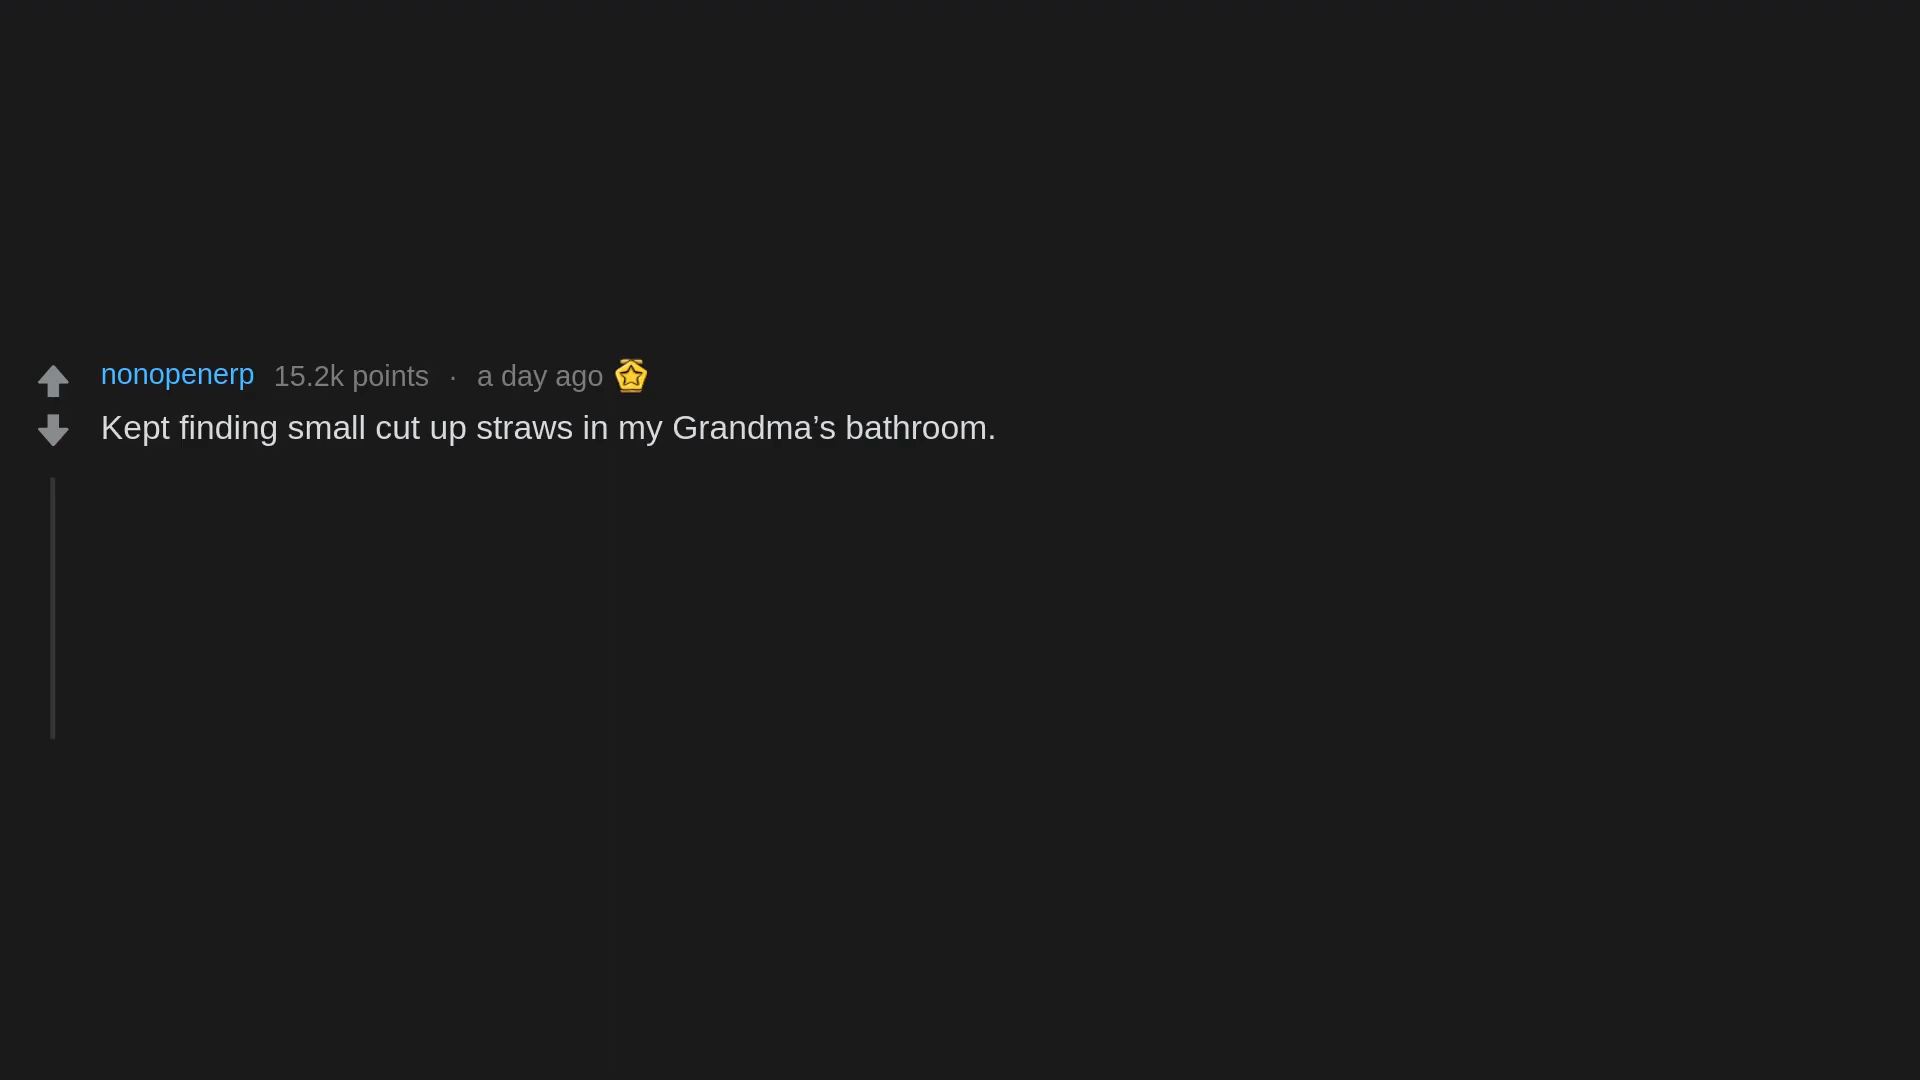 nonopenerp 15.2k points · a day ago
Kept finding small cut up straws in my Grandma’s bathroom.